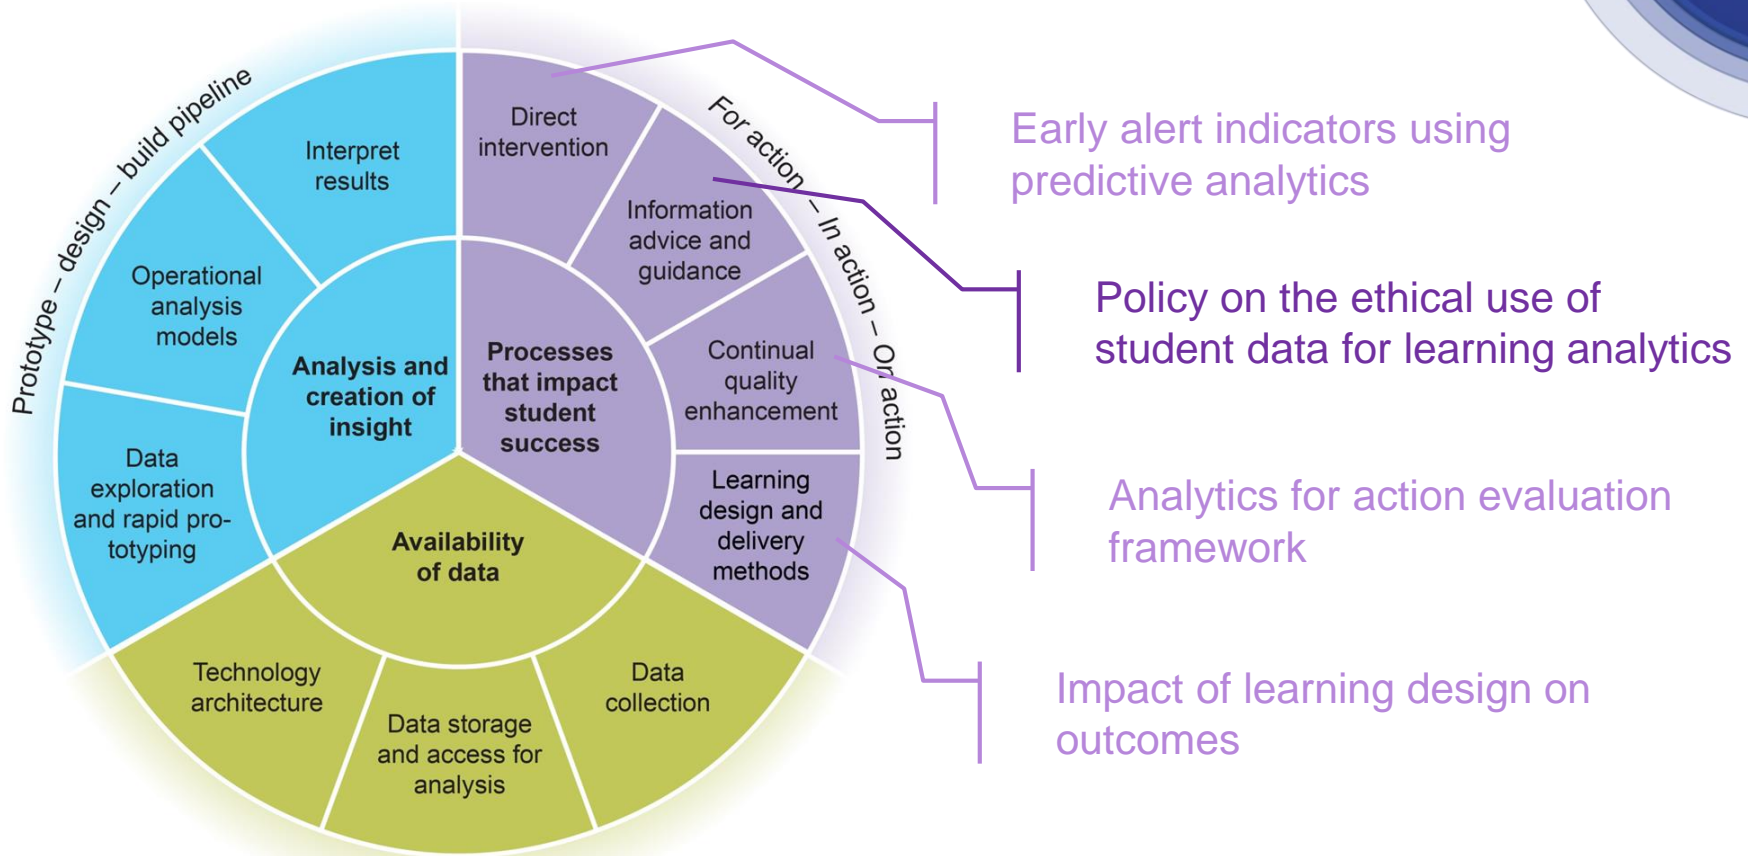 Prototype – design – build pipeline
For action – In action – On action
Interpret
results
Operational
analysis
models
Data
exploration
and rapid pro-
totyping
Analysis and
creation of
insight
Direct
intervention
Information
advice and
guidance
Continual
quality
enhancement
Learning
design and
delivery
methods
Processes
that impact
student
success
Availability
of data
Technology
architecture
Data storage
and access for
analysis
Data
collection
Early alert indicators using
predictive analytics
Policy on the ethical use of
student data for learning analytics
Analytics for action evaluation
framework
Impact of learning design on
outcomes